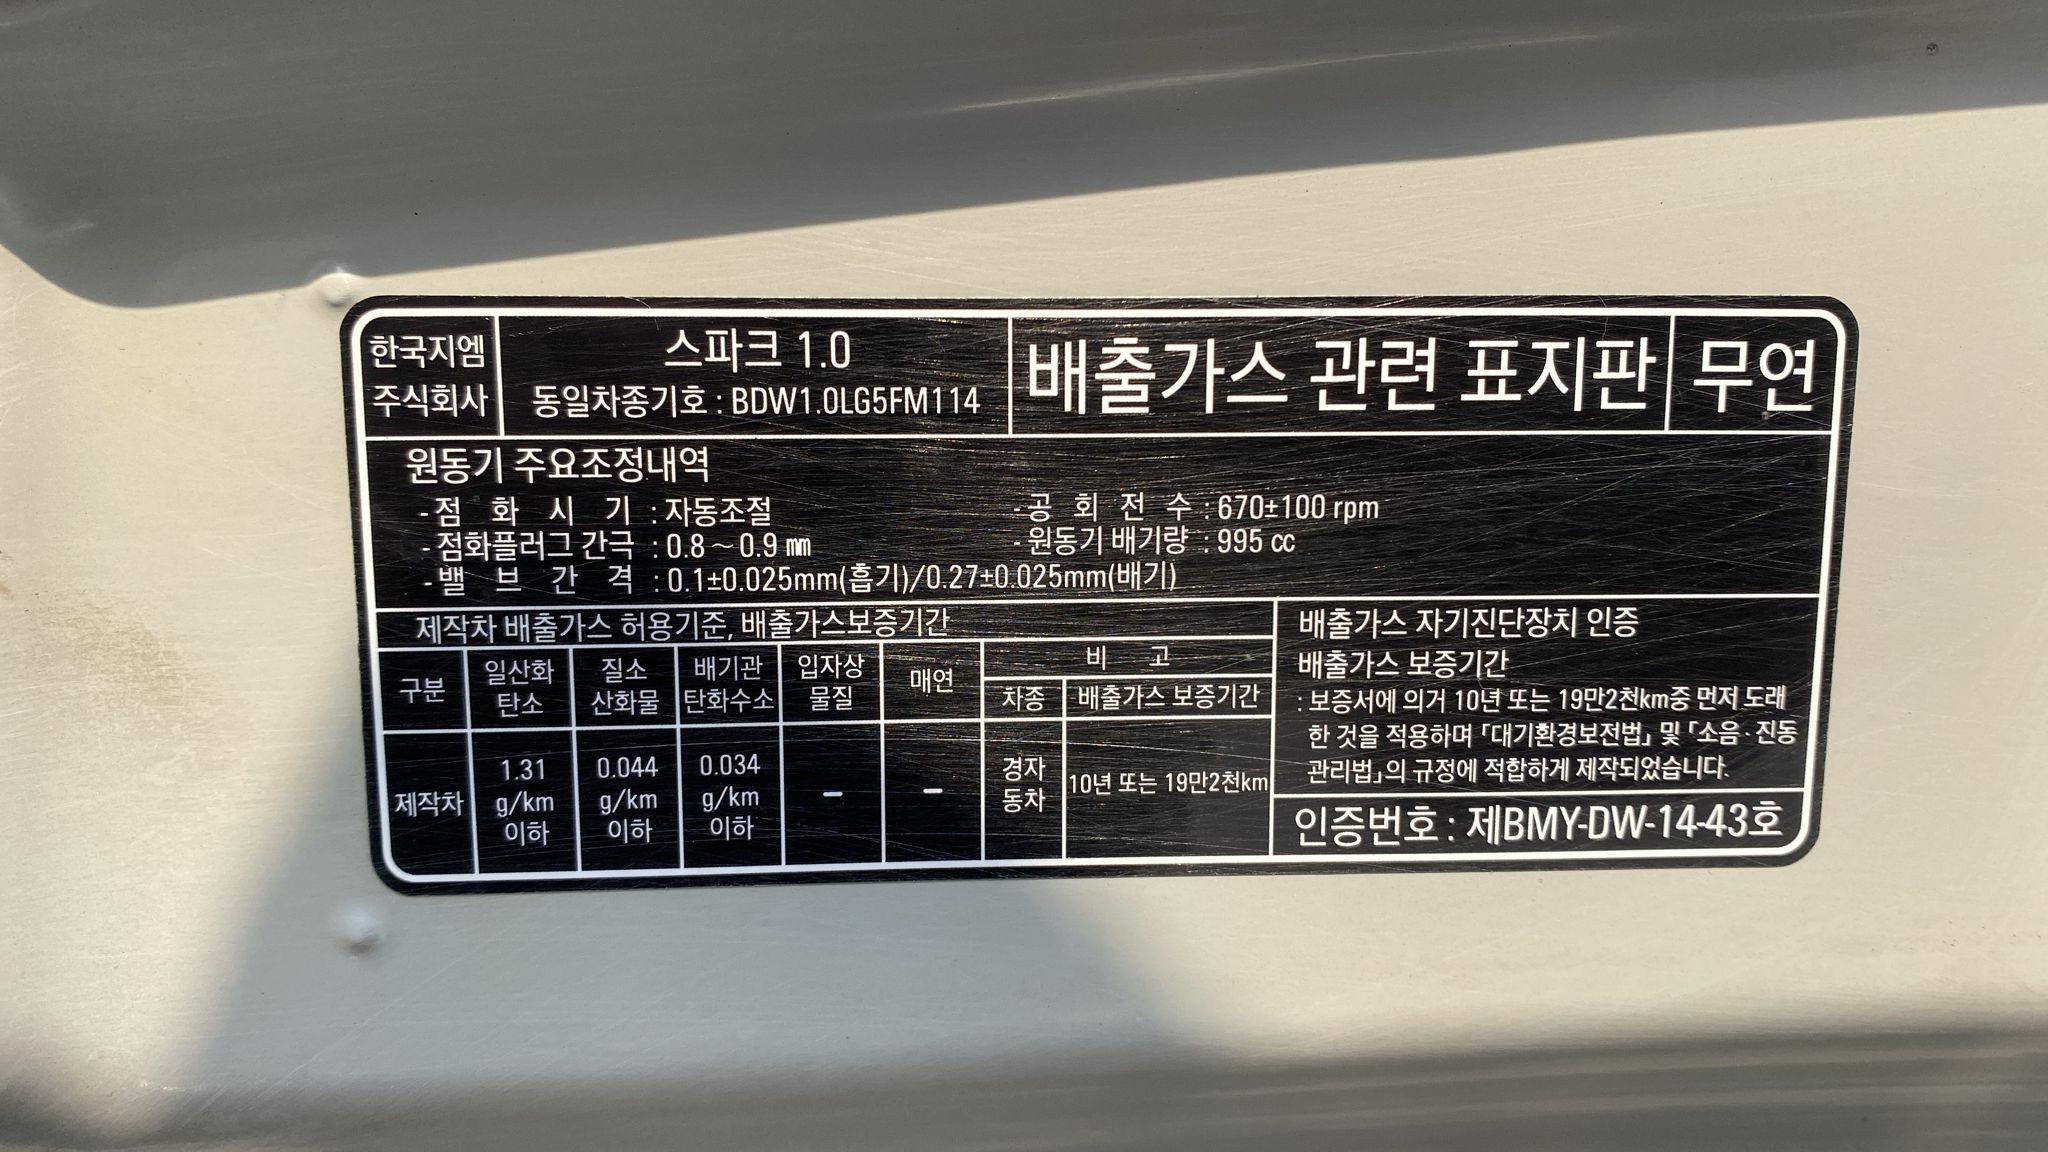 한국지엠
주식회사
스파크 1.0
동일차종기호 : BDW1.0LG5FM114
배출가스 관련 표지판
무연
원동기 주요조정내역
- 점 화 시 기 : 자동조절
- 공 회 전 수 : 670±100 rpm
- 점화플러그 간극 : 0.8～0.9 ㎜
- 원동기 배기량 : 995 cc
- 밸 브 간 격 : 0.1±0.025mm(흡기)/0.27±0.025mm(배기)
제작차 배출가스 허용기준, 배출가스보증기간
구분
일산화
탄소
질소
산화물
배기관
탄화수소
입자상
물질
매연
비 고
차종
배출가스 보증기간
제작차
1.31
g/km
이하
0.044
g/km
이하
0.034
g/km
이하
-
-
경자
동차
10년 또는 19만2천km
배출가스 자기진단장치 인증
배출가스 보증기간
: 보증서에 의거 10년 또는 19만2천km중 먼저 도래
한 것을 적용하며 「대기환경보전법」 및 「소음·진동
관리법」의 규정에 적합하게 제작되었습니다.
인증번호 : 제BMY-DW-14-43호